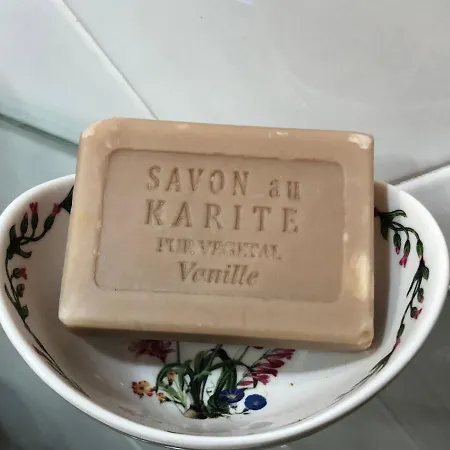 SAVON au
KARITE
PUR VEGETAL
Vanille